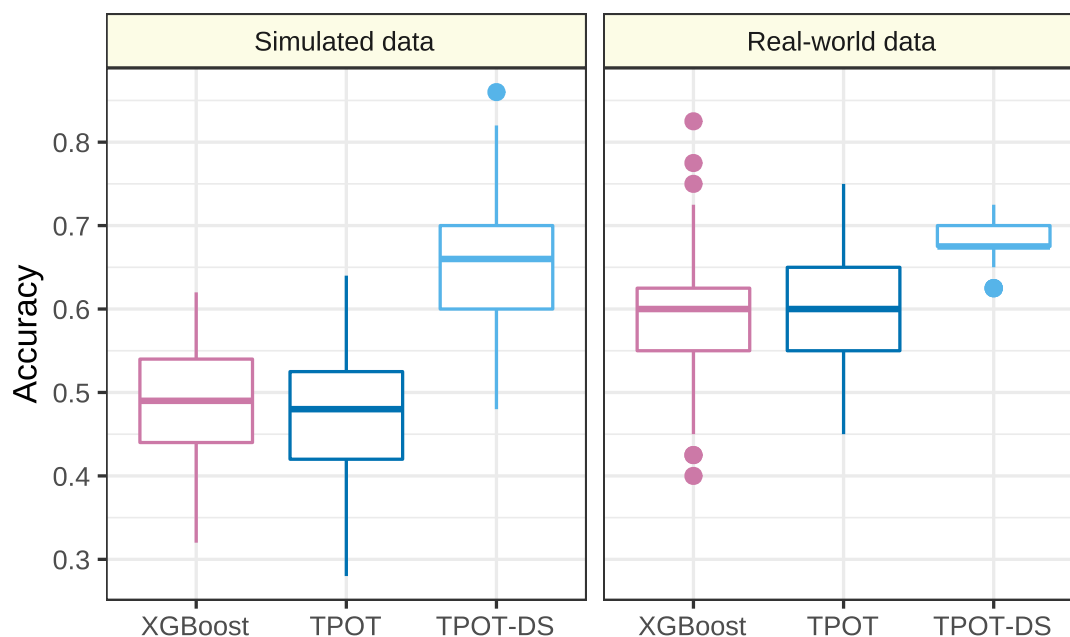 Simulated data
Real-world data
Accuracy
0.8
0.7
0.6
0.5
0.4
0.3
XGBoost
TPOT
TPOT-DS
XGBoost
TPOT
TPOT-DS